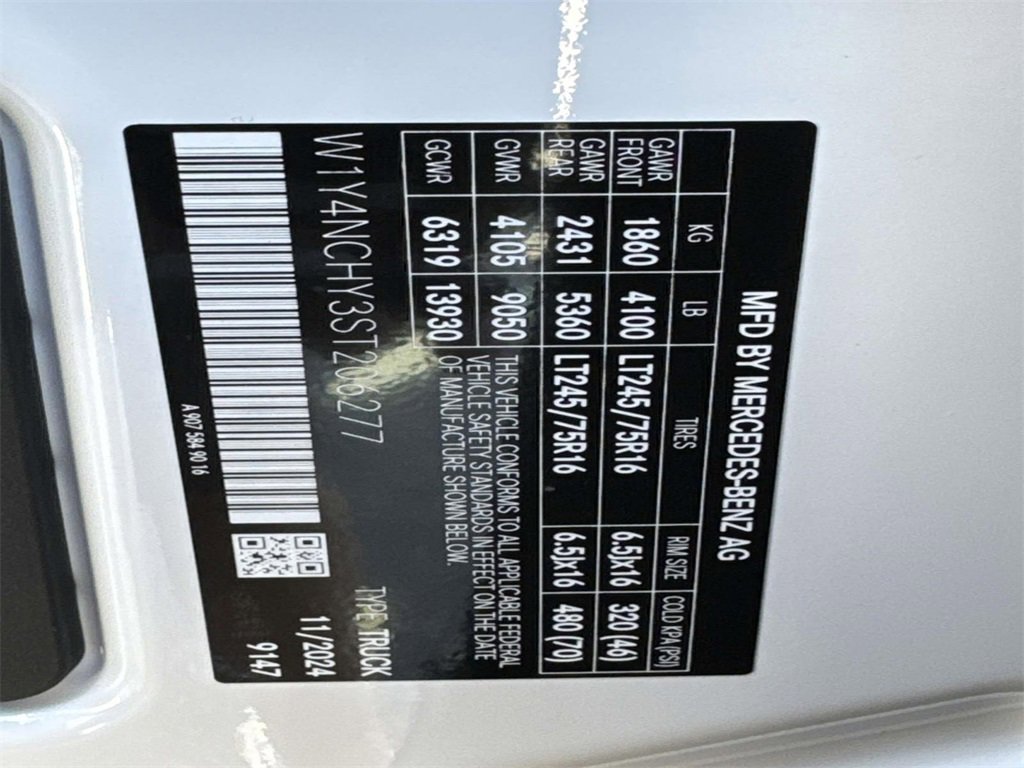 MFD BY MERCEDES-BENZ AG
KG LB TIRES RIM SIZE COLD KPA(PSI)
GAWR FRONT 1860 4100 LT245/75R16 6.5Jx16 320 (46)
GAWR REAR 2431 5360 LT245/75R16 6.5Jx16 480 (70)
GVWR 4105 9050
GCWR 6319 13930
THIS VEHICLE CONFORMS TO ALL APPLICABLE FEDERAL
VEHICLE SAFETY STANDARDS IN EFFECT ON THE DATE
OF MANUFACTURE SHOWN BELOW.
W1Y4NCHY3ST206277
TYPE TRUCK
11/2024
9147
A 907 584 90 16